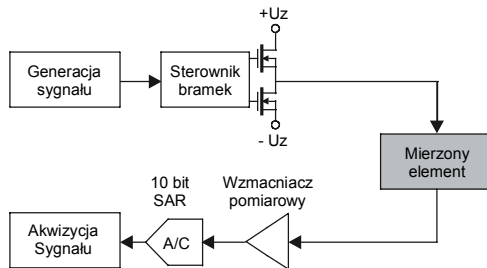 +Uz
Generacja
sygnału
Sterownik
bramek
- Uz
Mierzony
element
10 bit
SAR
Wzmacniacz
pomiarowy
Akwizycja
Sygnału
A/C